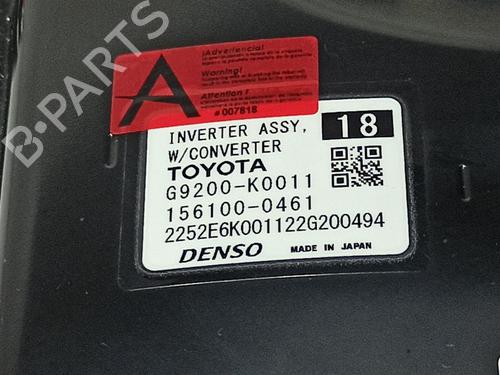 ¡Advertencia!
A
Warning!
Attention !
#007818
INVERTER ASSY, 18
W/CONVERTER
TOYOTA
G9200-K0011
156100-0461
2252E6K001122G200494
DENSO MADE IN JAPAN
B-PARTS